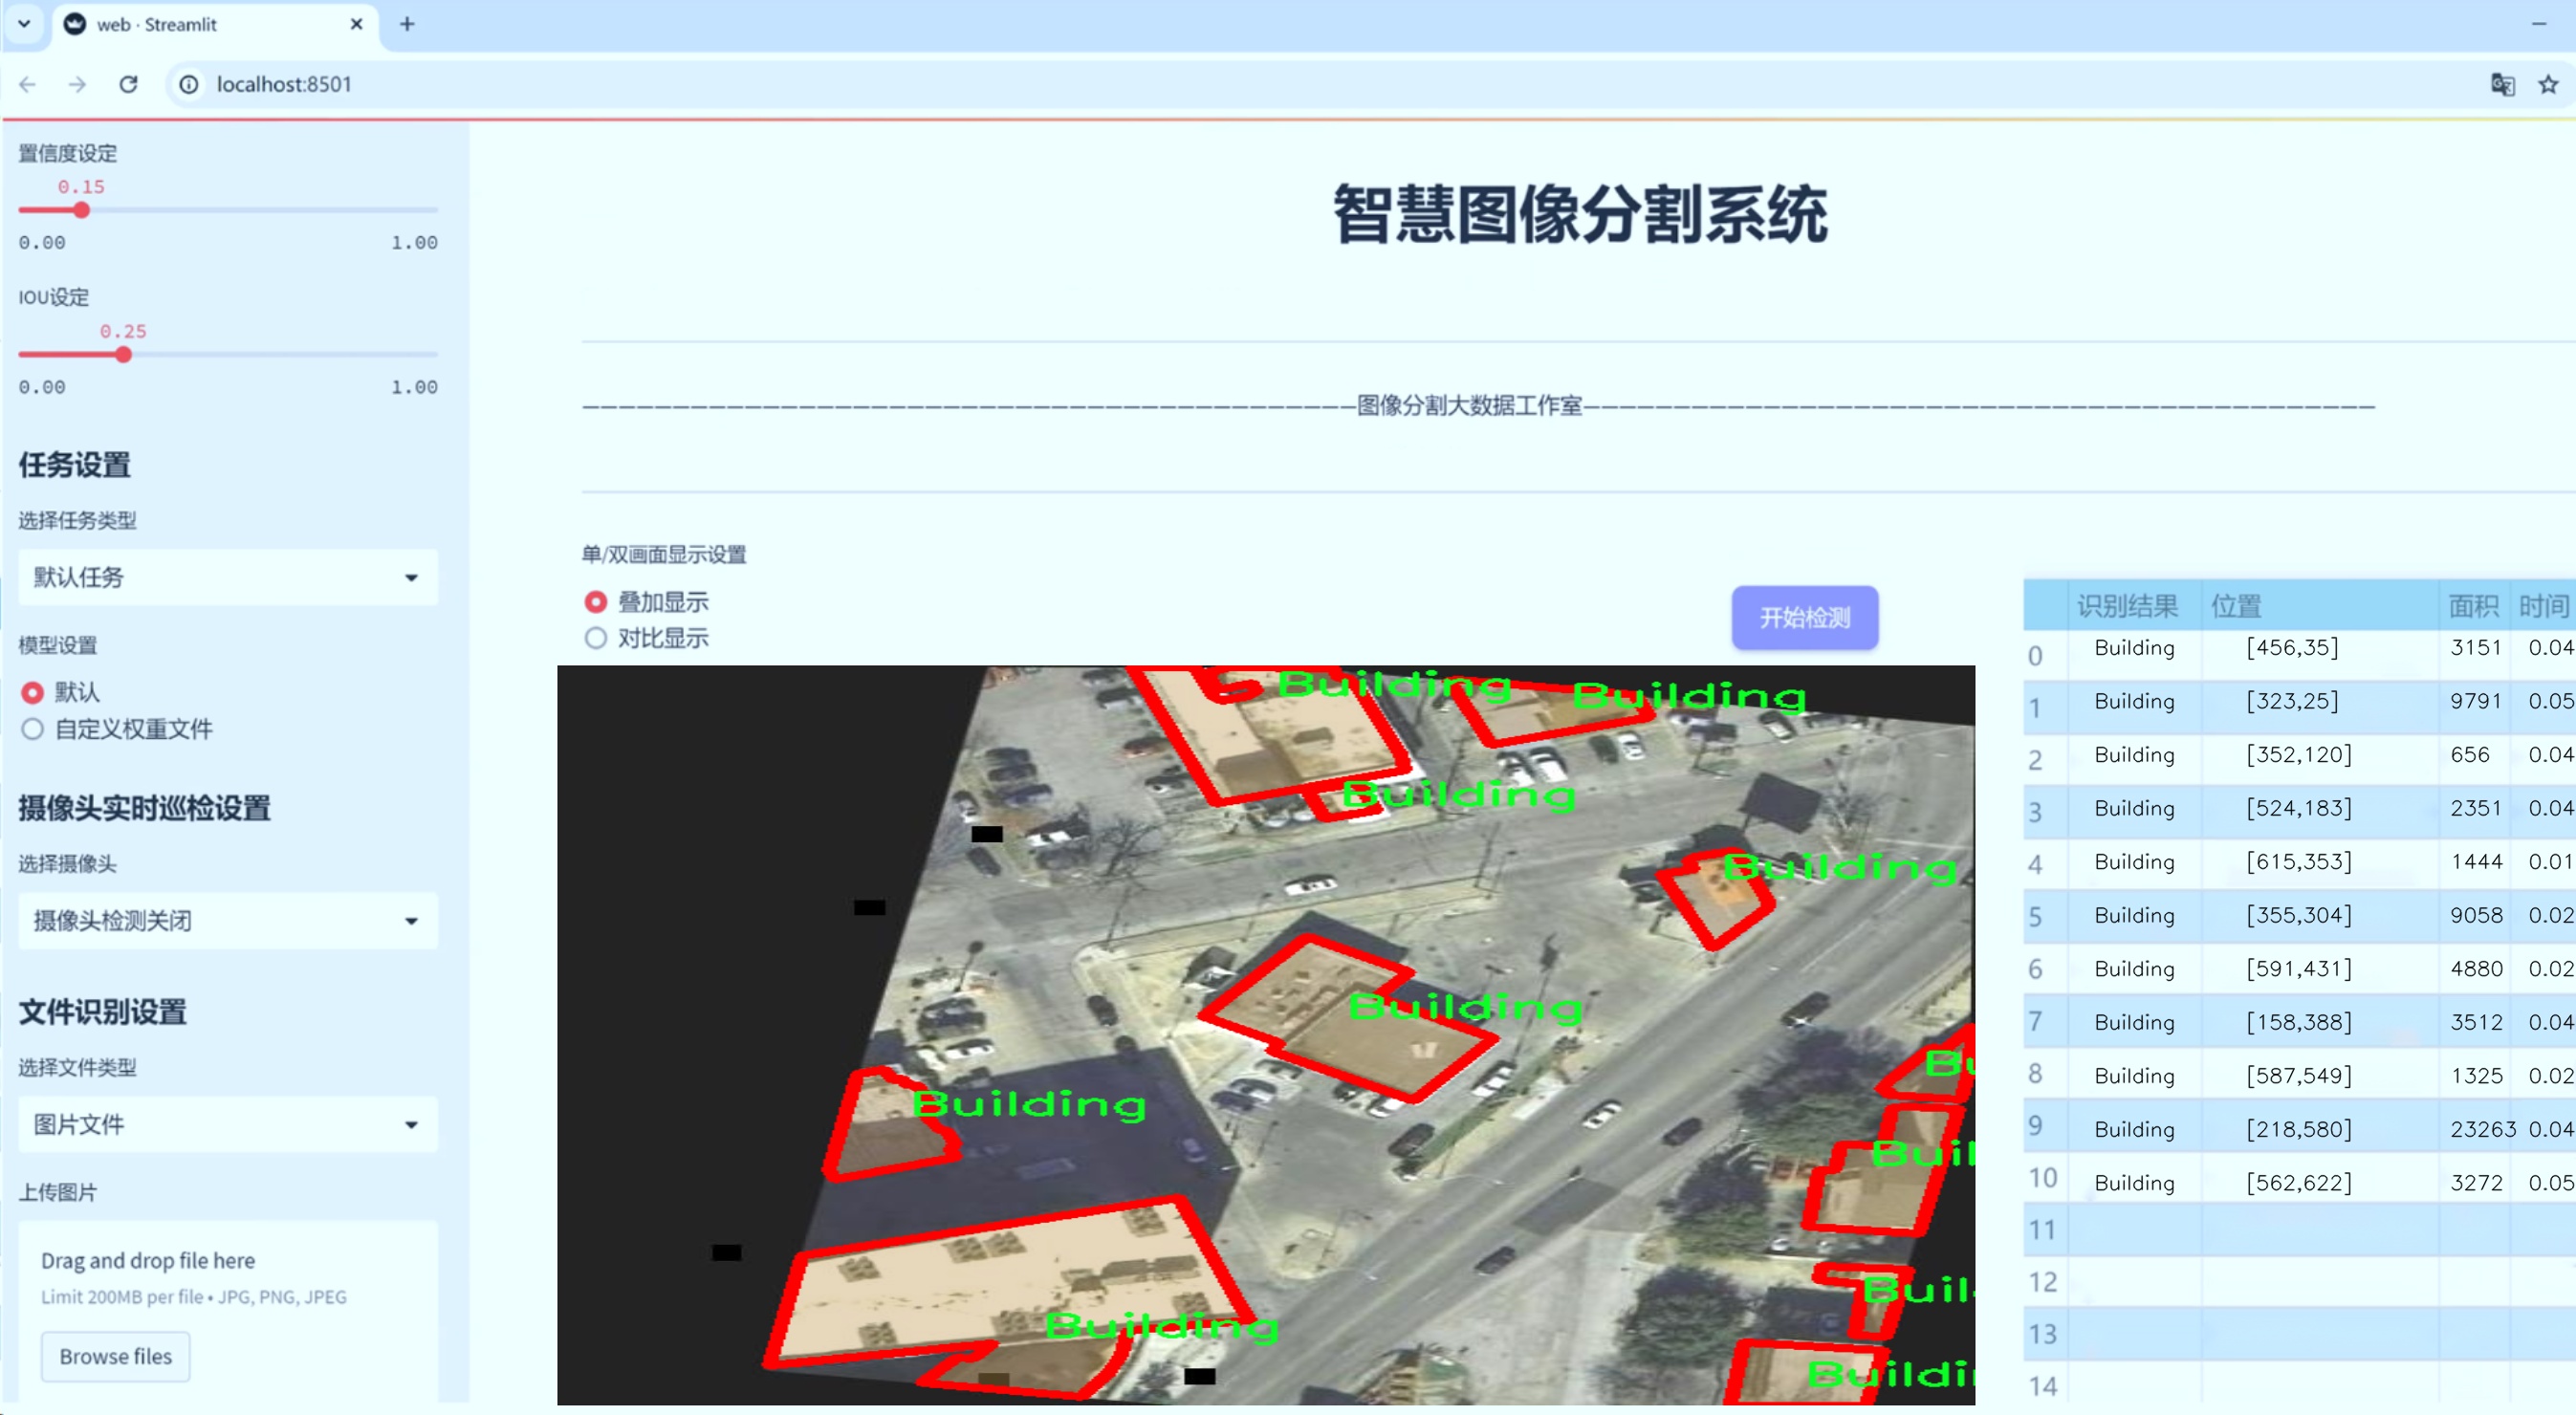 web · Streamlit
localhost:8501
置信度设定
0.15
0.00 1.00
IOU设定
0.25
0.00 1.00
任务设置
选择任务类型
默认任务
模型设置
默认
自定义权重文件
摄像头实时巡检设置
选择摄像头
摄像头检测关闭
文件识别设置
选择文件类型
图片文件
上传图片
Drag and drop file here
Limit 200MB per file • JPG, PNG, JPEG
Browse files
智慧图像分割系统
图像分割大数据工作室
单/双画面显示设置
叠加显示
对比显示
开始检测
Building
Building
Building
Building
Building
Bu
Building
Buil
Buil
Building
Buildi
识别结果 位置 面积 时间
0 Building [456,35] 3151 0.04
1 Building [323,25] 9791 0.05
2 Building [352,120] 656 0.04
3 Building [524,183] 2351 0.04
4 Building [615,353] 1444 0.01
5 Building [355,304] 9058 0.02
6 Building [591,431] 4880 0.02
7 Building [158,388] 3512 0.04
8 Building [587,549] 1325 0.02
9 Building [218,580] 23263 0.04
10 Building [562,622] 3272 0.05
11
12
13
14